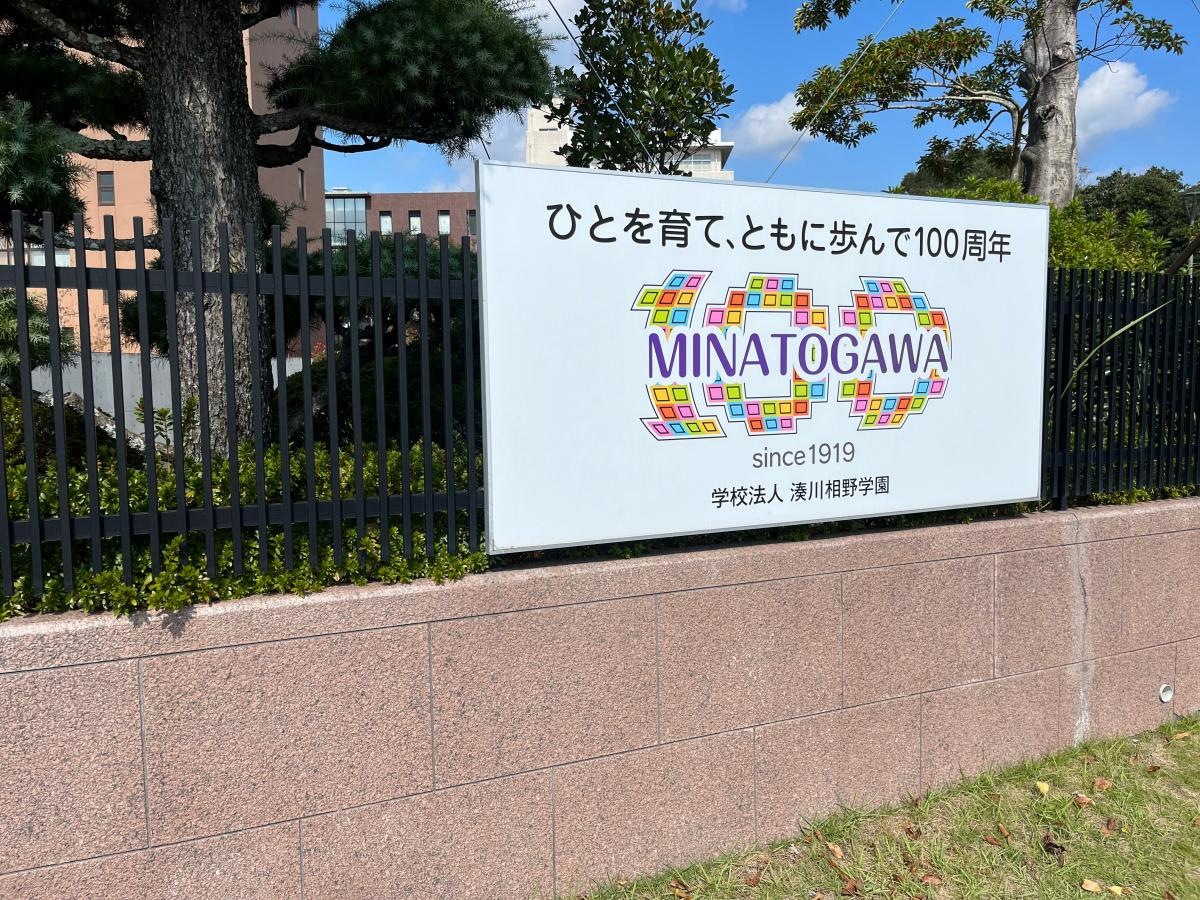 ひとを育て、ともに歩んで100周年
100
MINATOGAWA
since1919
学校法人 湊川相野学園